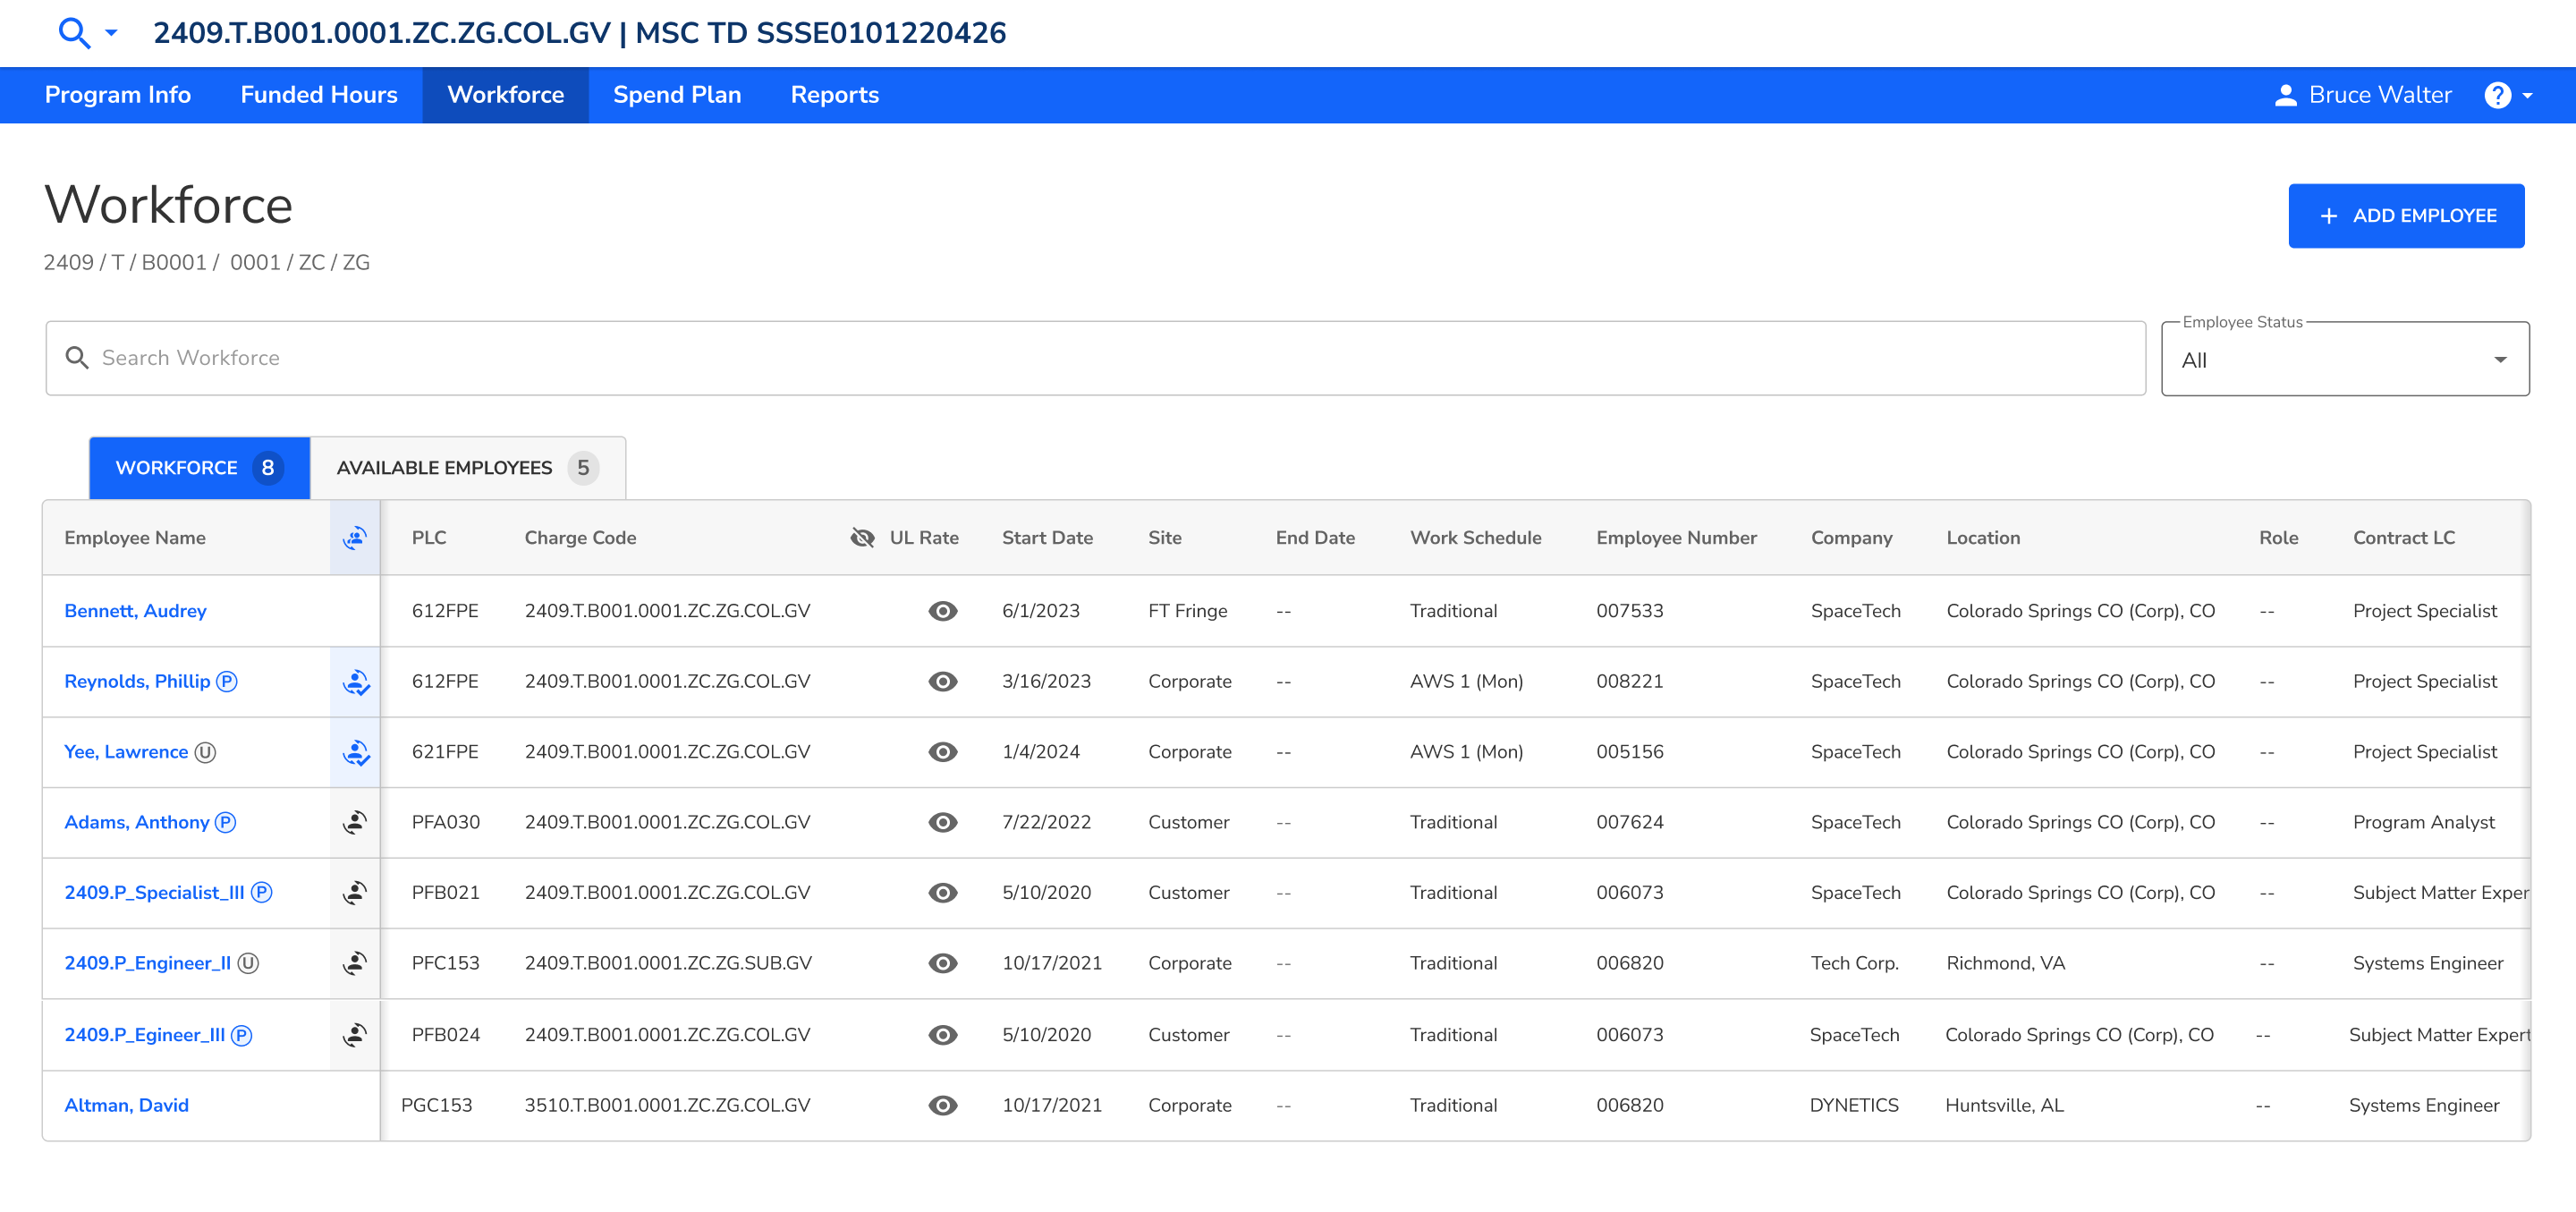 2409.T.B001.0001.ZC.ZG.COL.GV | MSC TD SSSE0101220426
Program Info Funded Hours Workforce Spend Plan Reports Bruce Walter ?
Workforce
+ ADD EMPLOYEE
2409 / T / B0001 / 0001 / ZC / ZG
Employee Status
Search Workforce All
WORKFORCE 8 AVAILABLE EMPLOYEES 5
Employee Name PLC Charge Code UL Rate Start Date Site End Date Work Schedule Employee Number Company Location Role Contract LC
Bennett, Audrey 612FPE 2409.T.B001.0001.ZC.ZG.COL.GV 6/1/2023 FT Fringe -- Traditional 007533 SpaceTech Colorado Springs CO (Corp), CO -- Project Specialist
Reynolds, Phillip P 612FPE 2409.T.B001.0001.ZC.ZG.COL.GV 3/16/2023 Corporate -- AWS 1 (Mon) 008221 SpaceTech Colorado Springs CO (Corp), CO -- Project Specialist
Yee, Lawrence U 621FPE 2409.T.B001.0001.ZC.ZG.COL.GV 1/4/2024 Corporate -- AWS 1 (Mon) 005156 SpaceTech Colorado Springs CO (Corp), CO -- Project Specialist
Adams, Anthony P PFA030 2409.T.B001.0001.ZC.ZG.COL.GV 7/22/2022 Customer -- Traditional 007624 SpaceTech Colorado Springs CO (Corp), CO -- Program Analyst
2409.P_Specialist_III P PFB021 2409.T.B001.0001.ZC.ZG.COL.GV 5/10/2020 Customer -- Traditional 006073 SpaceTech Colorado Springs CO (Corp), CO -- Subject Matter Exper
2409.P_Engineer_II U PFC153 2409.T.B001.0001.ZC.ZG.SUB.GV 10/17/2021 Corporate -- Traditional 006820 Tech Corp. Richmond, VA -- Systems Engineer
2409.P_Egineer_III P PFB024 2409.T.B001.0001.ZC.ZG.COL.GV 5/10/2020 Customer -- Traditional 006073 SpaceTech Colorado Springs CO (Corp), CO -- Subject Matter Expert
Altman, David PGC153 3510.T.B001.0001.ZC.ZG.COL.GV 10/17/2021 Corporate -- Traditional 006820 DYNETICS Huntsville, AL -- Systems Engineer